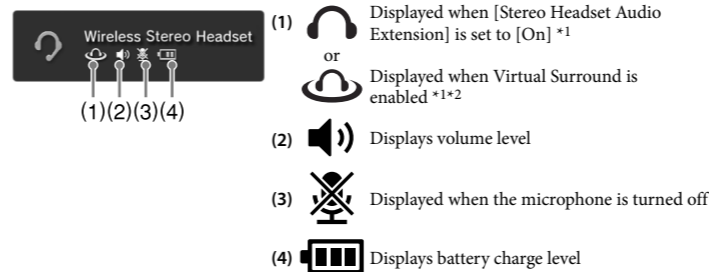 Wireless Stereo Headset
(1)(2)(3)(4)
(1) Displayed when [Stereo Headset Audio
Extension] is set to [On] *1
or
Displayed when Virtual Surround is
enabled *1*2
(2) Displays volume level
(3) Displayed when the microphone is turned off
(4) Displays battery charge level